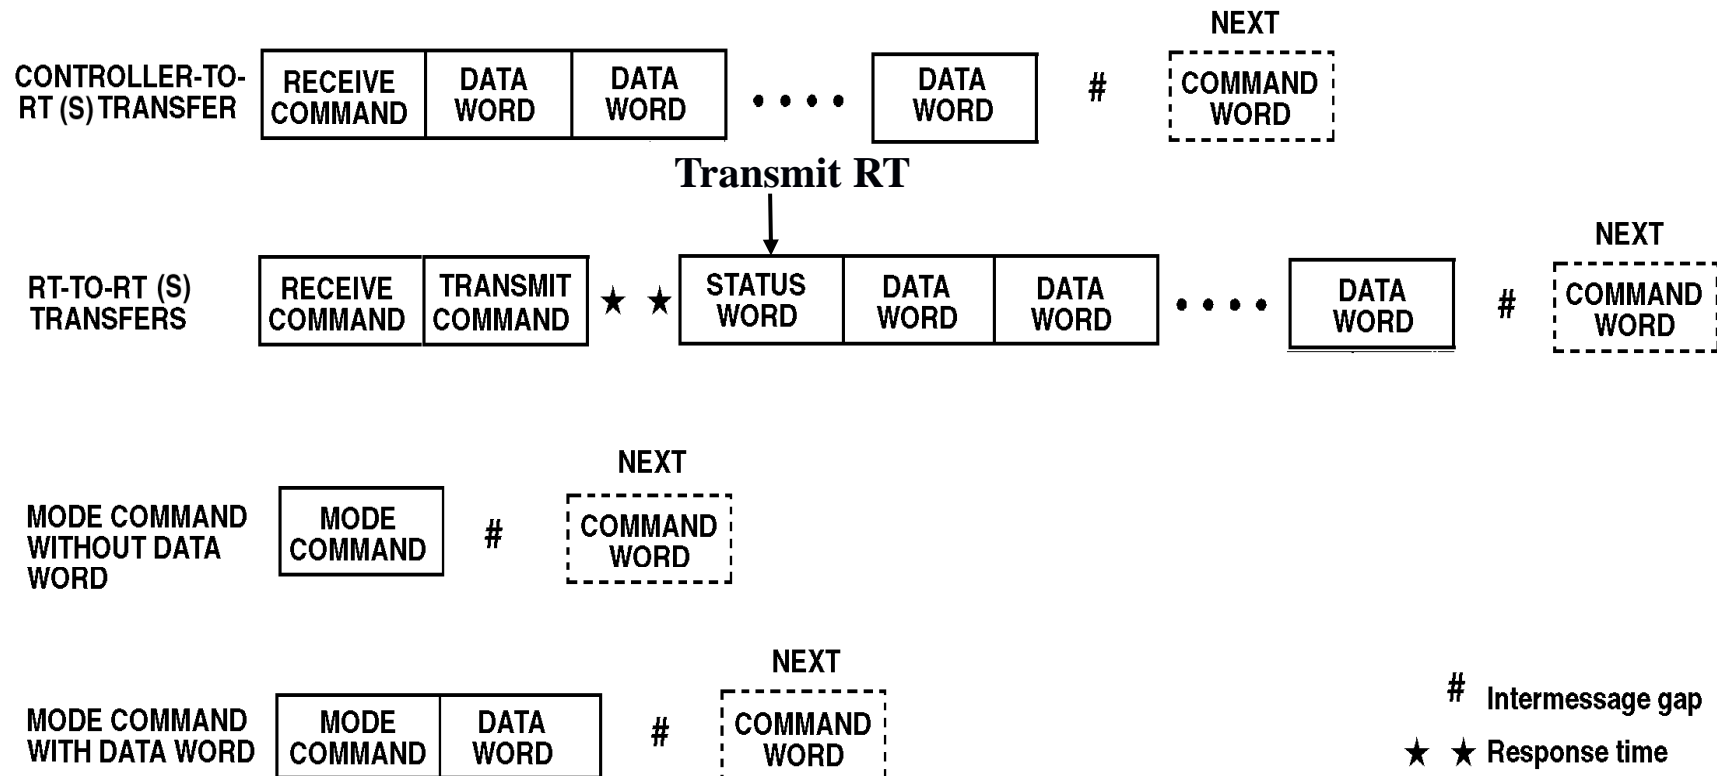 NEXT
CONTROLLER-TO-
RT (S) TRANSFER
RECEIVE
COMMAND
DATA
WORD
DATA
WORD
DATA
WORD
#
COMMAND
WORD
Transmit RT
NEXT
RT-TO-RT (S)
TRANSFERS
RECEIVE
COMMAND
TRANSMIT
COMMAND
★ ★
STATUS
WORD
DATA
WORD
DATA
WORD
DATA
WORD
#
COMMAND
WORD
NEXT
MODE COMMAND
WITHOUT DATA
WORD
MODE
COMMAND
#
COMMAND
WORD
NEXT
MODE COMMAND
WITH DATA WORD
MODE
COMMAND
DATA
WORD
#
COMMAND
WORD
# Intermessage gap
★ ★ Response time